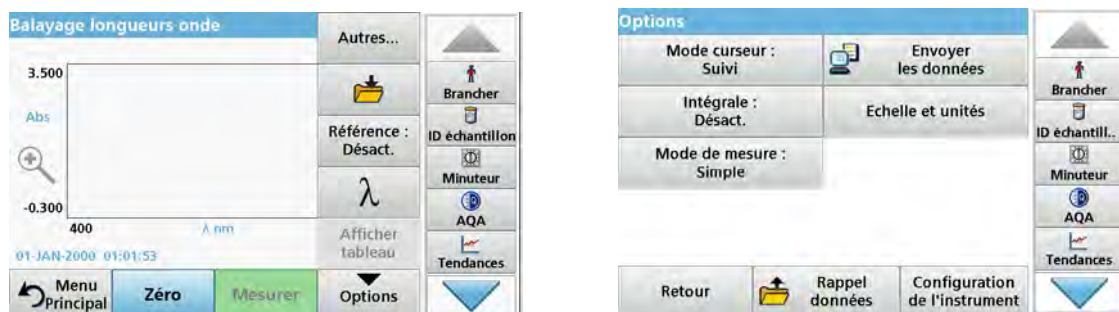 Balayage longueurs onde
Autres...
3.500
Abs
-0.300
400
λ nm
01-JAN-2000 01:01:53
Référence :
Désact.
λ
Afficher
tableau
Menu
Principal
Zéro
Mesurer
Options
Brancher
ID échantillon
Minuteur
AQA
Tendances
Options
Mode curseur :
Suivi
Envoyer
les données
Intégrale :
Désact.
Echelle et unités
Mode de mesure :
Simple
Retour
Rappel
données
Configuration
de l'instrument
Brancher
ID échantill..
Minuteur
AQA
Tendances